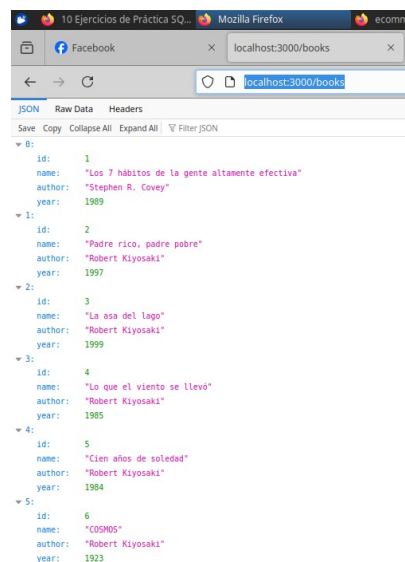 10 Ejercicios de Práctica SQ... Mozilla Firefox ecomm
Facebook localhost:3000/books
localhost:3000/books
JSON Raw Data Headers
Save Copy Collapse All Expand All Filter JSON
0:
id: 1
name: "Los 7 hábitos de la gente altamente efectiva"
author: "Stephen R. Covey"
year: 1989
1:
id: 2
name: "Padre rico, padre pobre"
author: "Robert Kiyosaki"
year: 1997
2:
id: 3
name: "La asa del lago"
author: "Robert Kiyosaki"
year: 1999
3:
id: 4
name: "Lo que el viento se llevó"
author: "Robert Kiyosaki"
year: 1985
4:
id: 5
name: "Cien años de soledad"
author: "Robert Kiyosaki"
year: 1984
5:
id: 6
name: "COSMOS"
author: "Robert Kiyosaki"
year: 1923